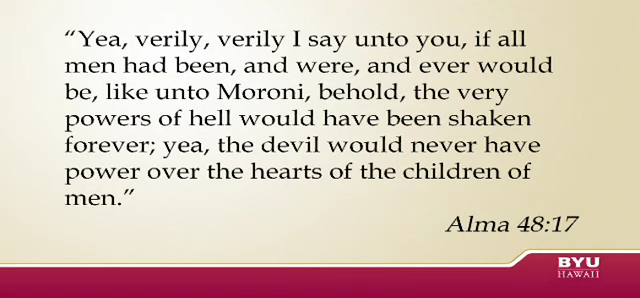 “Yea, verily, verily I say unto you, if all
men had been, and were, and ever would
be, like unto Moroni, behold, the very
powers of hell would have been shaken
forever; yea, the devil would never have
power over the hearts of the children of
men.”
Alma 48:17
BYU
HAWAII